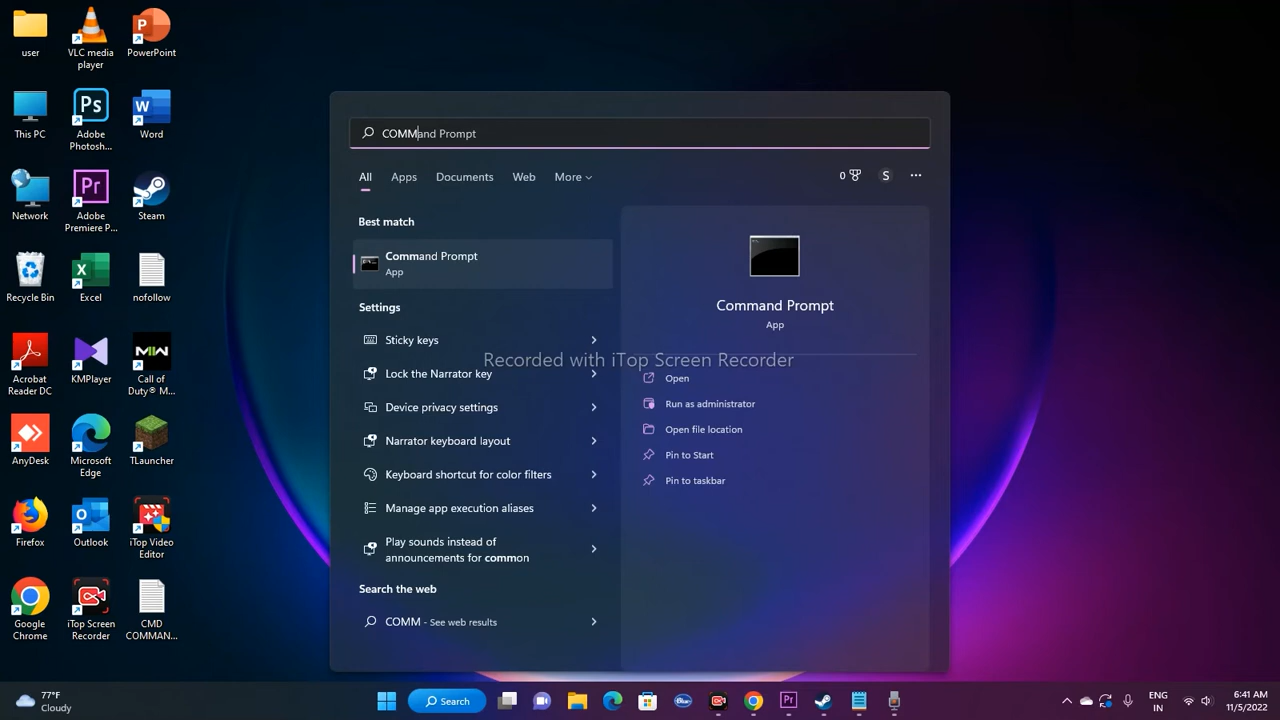 user
VLC media
player
PowerPoint
This PC
Adobe
Photosh...
Word
Network
Adobe
Premiere P...
Steam
Recycle Bin
Excel
nofollow
Acrobat
Reader DC
KMPlayer
Call of
Duty® M...
AnyDesk
Microsoft
Edge
TLauncher
Firefox
Outlook
iTop Video
Editor
Google
Chrome
iTop Screen
Recorder
CMD
COMMAN...
COMMand Prompt
All Apps Documents Web More
0
S
Best match
Command Prompt
App
Settings
Sticky keys
Lock the Narrator key
Device privacy settings
Narrator keyboard layout
Keyboard shortcut for color filters
Manage app execution aliases
Play sounds instead of
announcements for common
Search the web
COMM - See web results
Command Prompt
App
Recorded with iTop Screen Recorder
Open
Run as administrator
Open file location
Pin to Start
Pin to taskbar
77°F
Cloudy
Search
ENG
IN
6:41 AM
11/5/2022